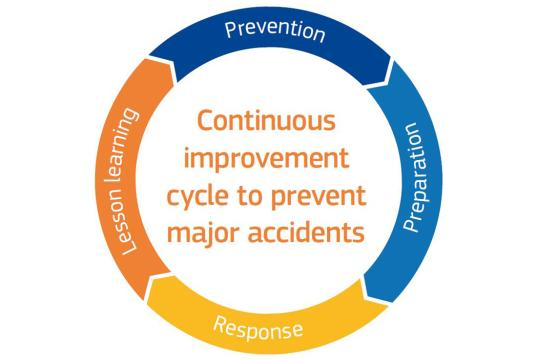 Prevention
Preparation
Response
Lesson learning
Continuous
improvement
cycle to prevent
major accidents